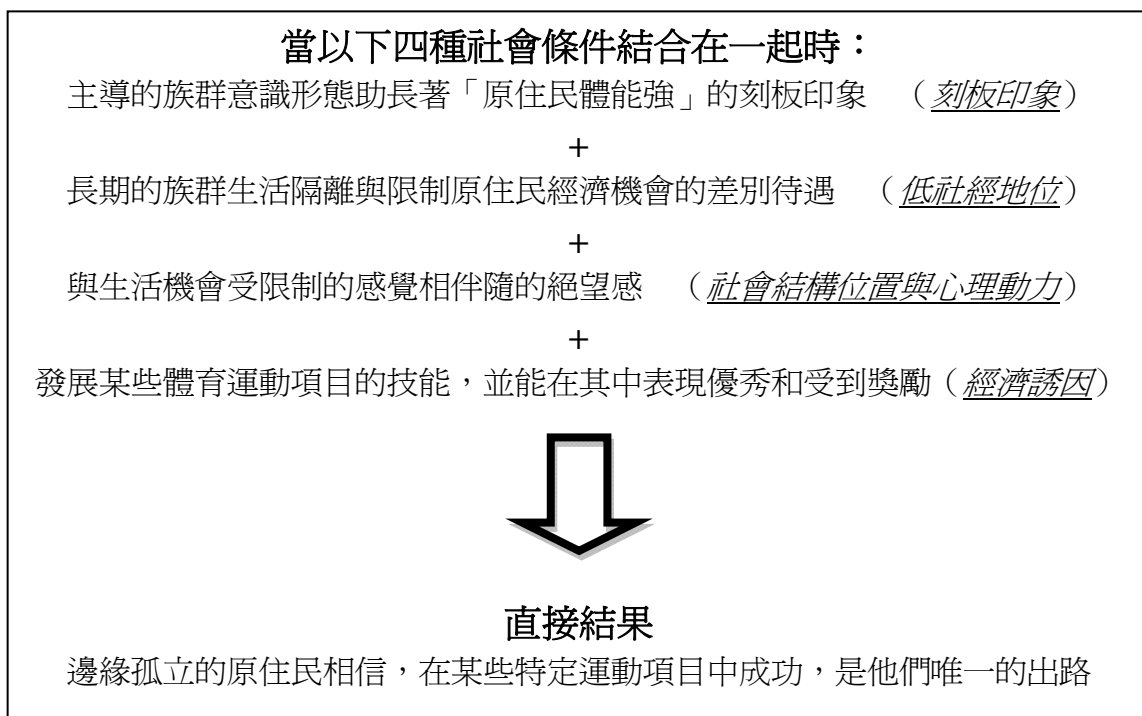 當以下四種社會條件結合在一起時：
主導的族群意識形態助長著「原住民體能強」的刻板印象　（刻板印象）
+
長期的族群生活隔離與限制原住民經濟機會的差別待遇　（低社經地位）
+
與生活機會受限制的感覺相伴隨的絕望感　（社會結構位置與心理動力）
+
發展某些體育運動項目的技能，並能在其中表現優秀和受到獎勵（經濟誘因）
直接結果
邊緣孤立的原住民相信，在某些特定運動項目中成功，是他們唯一的出路